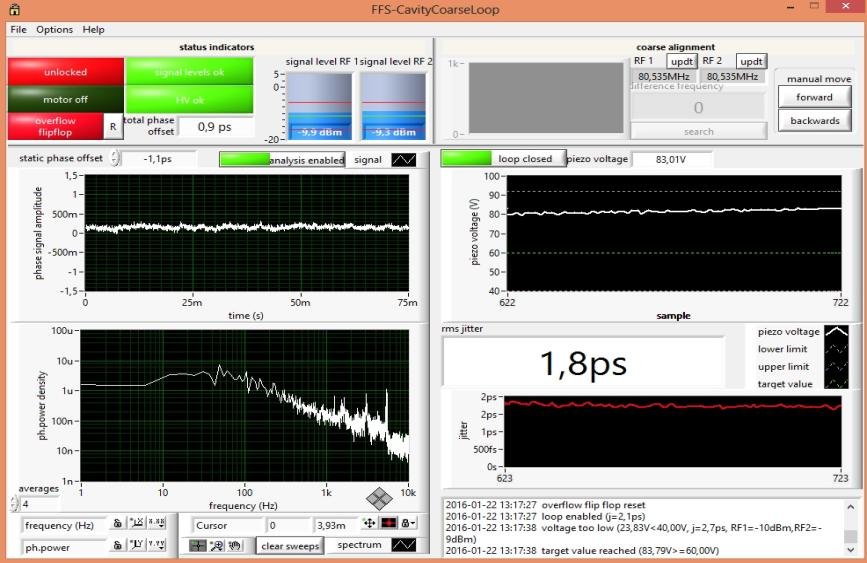 FFS-CavityCoarseLoop
File Options Help
status indicators
unlocked
signal levels ok
motor off
HV ok
overflow
flipflop
R
total phase
offset
0,9 ps
signal level RF 1
signal level RF 2
5-
0-
-20-
-9,9 dBm
-9,3 dBm
coarse alignment
1k-
0-
RF 1
updt
RF 2
updt
80,535MHz
80,535MHz
difference frequency
0
search
manual move
forward
backwards
static phase offset
-1,1ps
analysis enabled
signal
phase signal amplitude
1,5-
1-
500m-
0-
-500m-
-1-
-1,5-
0
25m
50m
75m
time (s)
loop closed
piezo voltage
83,01V
piezo voltage (V)
100-
90-
80-
70-
60-
50-
40-
622
722
sample
ph.power density
100u-
10u-
1u-
100n-
10n-
1n-
1
10
100
1k
10k
frequency (Hz)
averages
4
rms jitter
1,8ps
piezo voltage
lower limit
upper limit
target value
jitter
2ps-
2ps-
1ps-
500fs-
0s-
623
723
frequency (Hz)
ph.power
Cursor
0
3,93m
clear sweeps
spectrum
2016-01-22 13:17:27 overflow flip flop reset
2016-01-22 13:17:27 loop enabled (j=2,1ps)
2016-01-22 13:17:38 voltage too low (23,83V<40,00V, j=2,7ps, RF1=-10dBm,RF2=-
9dBm)
2016-01-22 13:17:38 target value reached (83,79V>=60,00V)